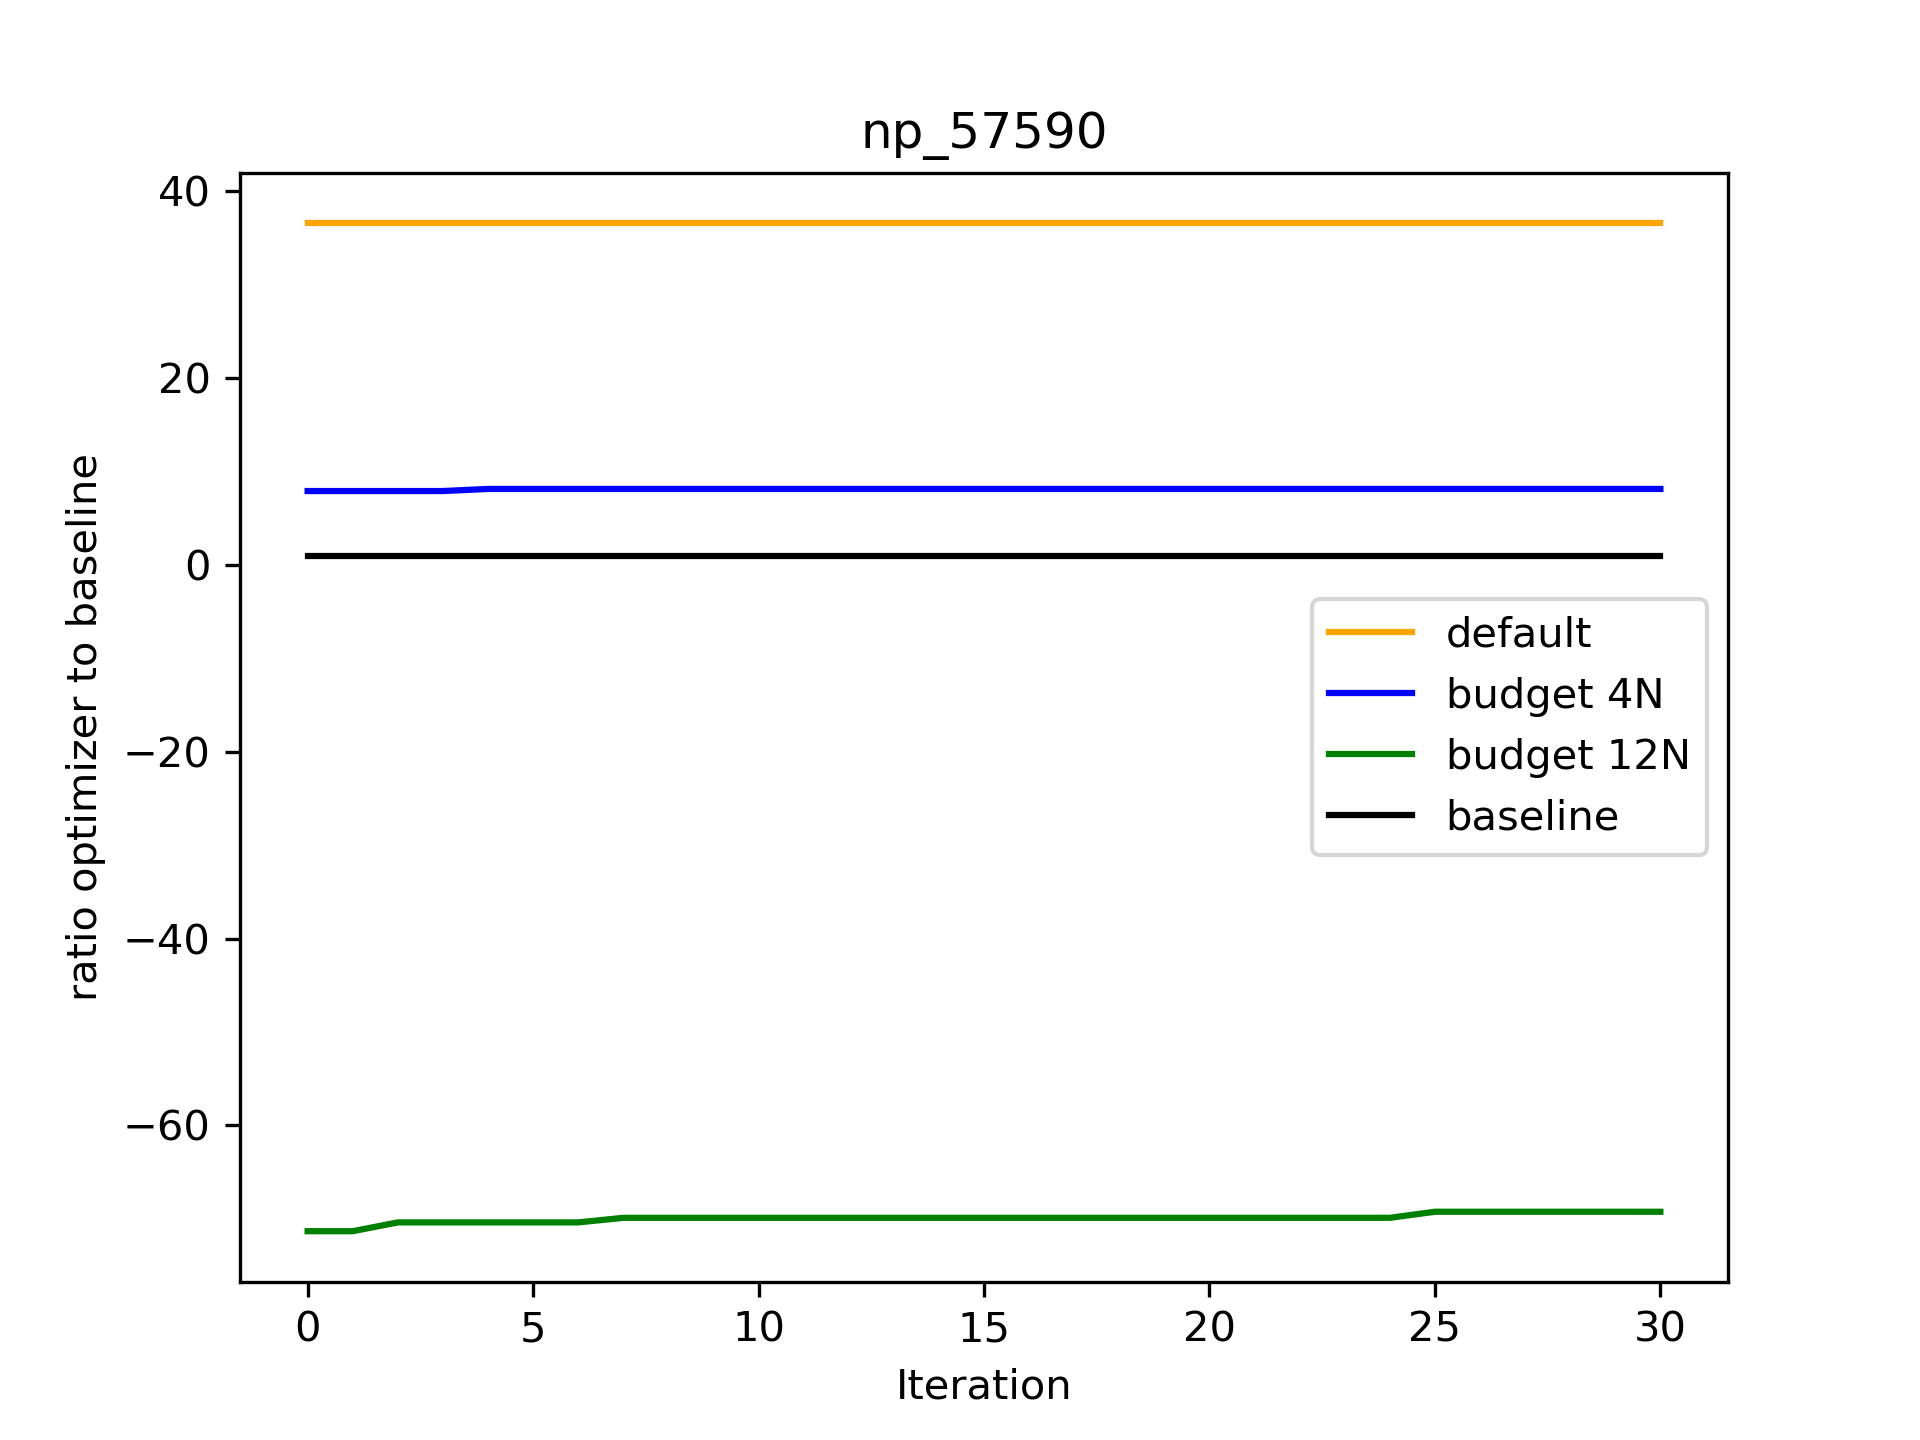 np_57590
40
20
0
−20
−40
−60
ratio optimizer to baseline
default
budget 4N
budget 12N
baseline
0 5 10 15 20 25 30
Iteration